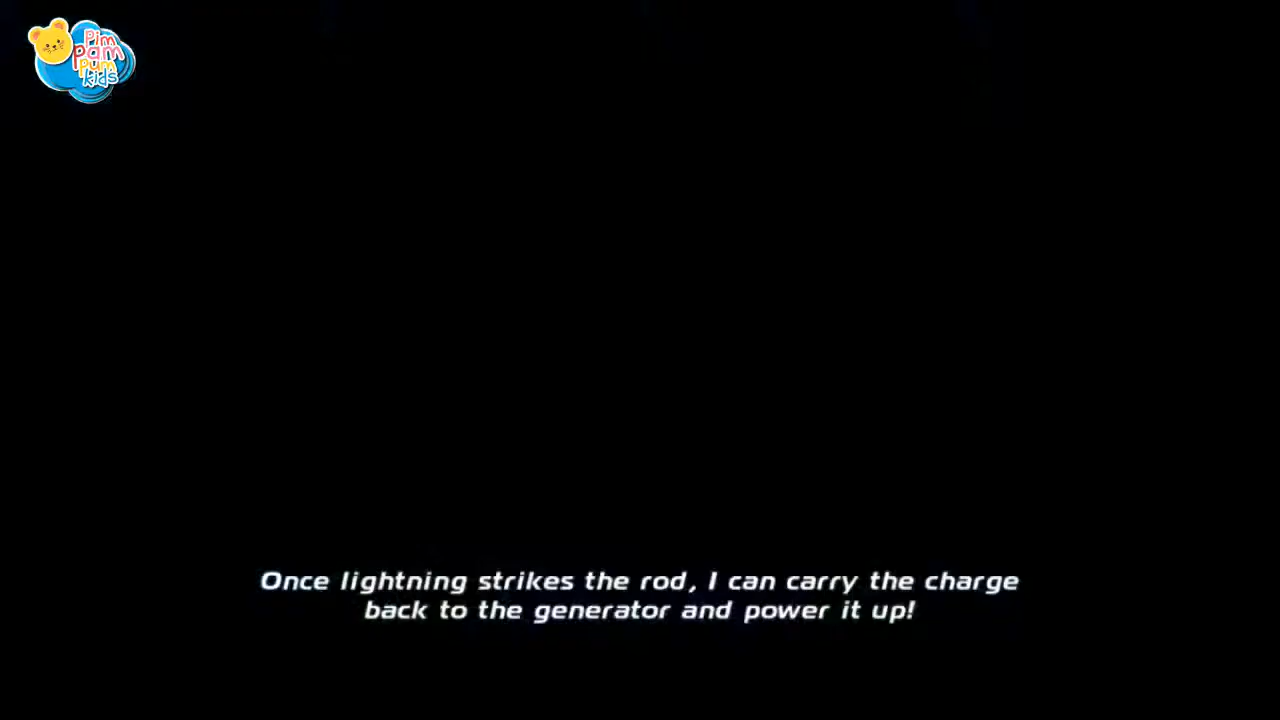 Pim
Pam
Pum
kids
Once lightning strikes the rod, I can carry the charge
back to the generator and power it up!